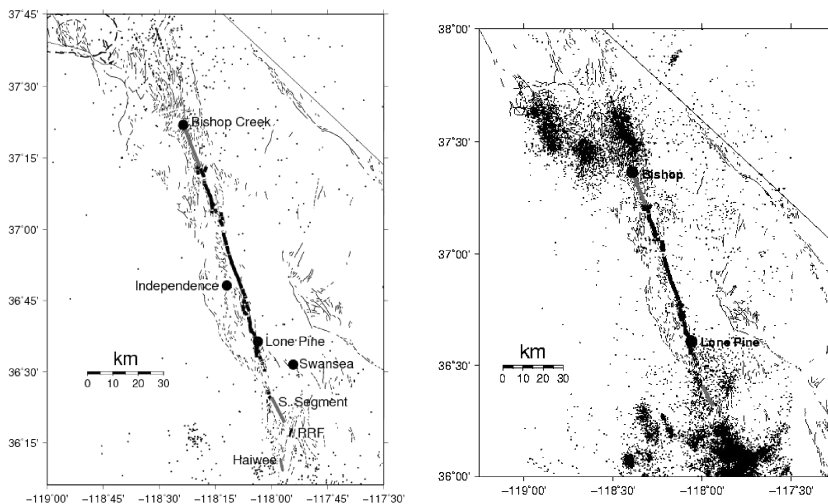 37°45'
37°30'
37°15'
37°00'
36°45'
36°30'
36°15'
Bishop Creek
Independence
Lone Pine
Swansea
S. Segment
RRF
Haiwee
km
0 10 20 30
−119°00' −118°45' −118°30' −118°15' −118°00' −117°45' −117°30'
38°00'
37°30'
37°00'
36°30'
36°00'
Bishop
Lone Pine
km
0 10 20 30
−119°00' −118°30' −118°00' −117°30'